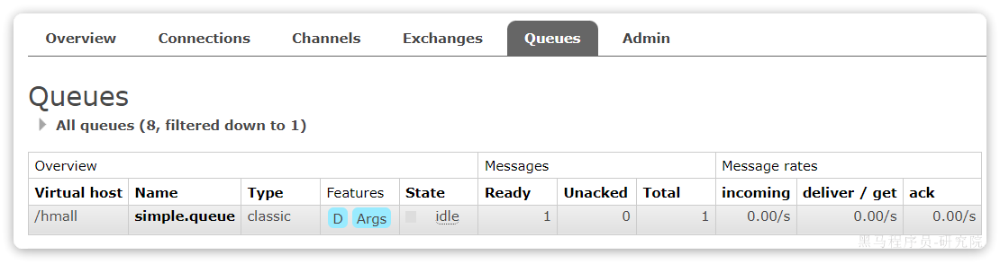 Overview Connections Channels Exchanges Queues Admin
Queues
All queues (8, filtered down to 1)
Overview Messages Message rates
Virtual host Name Type Features State Ready Unacked Total incoming deliver / get ack
/hmall simple.queue classic D Args idle 1 0 1 0.00/s 0.00/s 0.00/s
黑马程序员-研究院